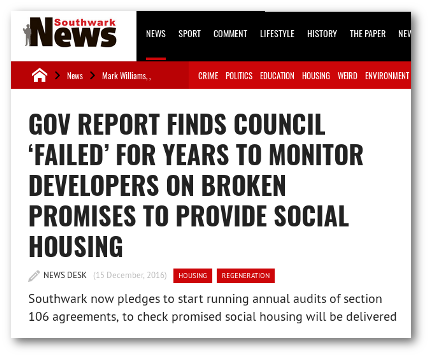 Southwark
News
NEWS SPORT COMMENT LIFESTYLE HISTORY THE PAPER NEW
News Mark Williams, , CRIME POLITICS EDUCATION HOUSING WEIRD ENVIRONMENT
GOV REPORT FINDS COUNCIL
‘FAILED’ FOR YEARS TO MONITOR
DEVELOPERS ON BROKEN
PROMISES TO PROVIDE SOCIAL
HOUSING
NEWS DESK (15 December, 2016) HOUSING REGENERATION
Southwark now pledges to start running annual audits of section
106 agreements, to check promised social housing will be delivered